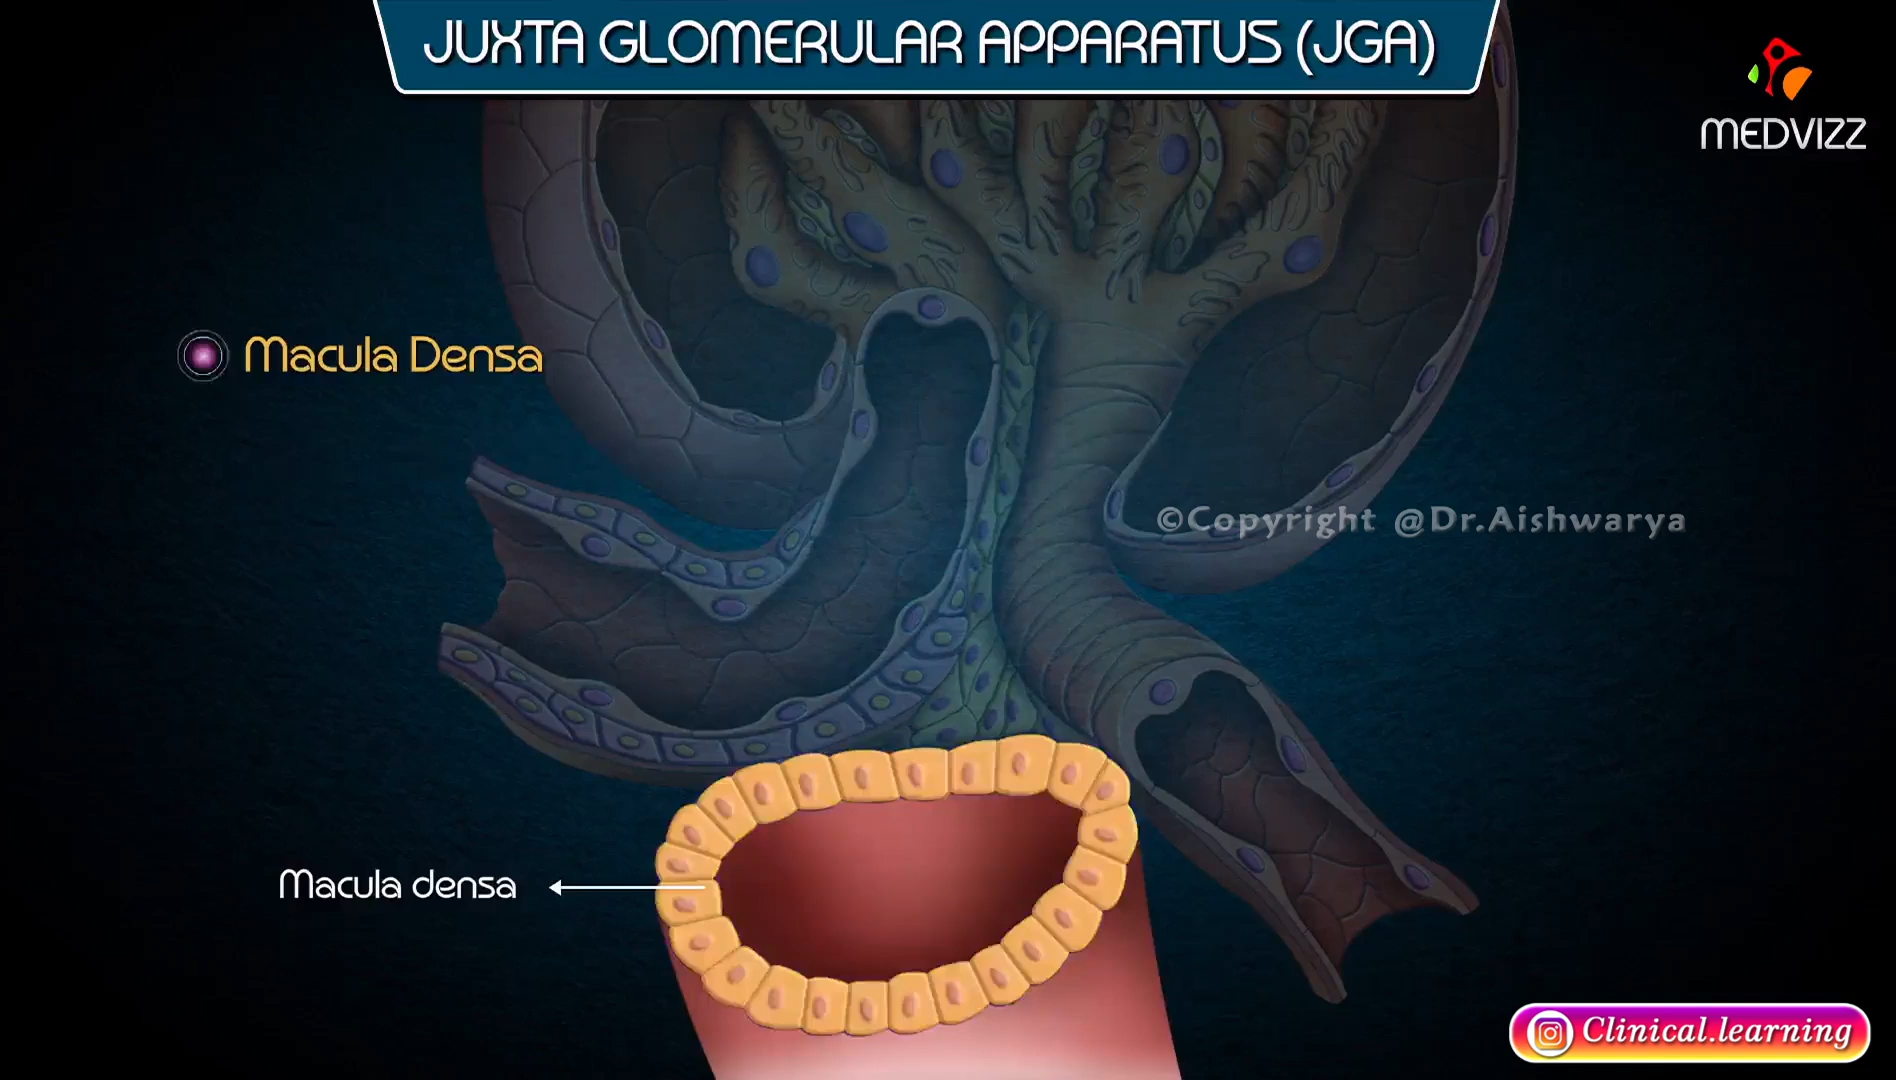 JUXTA GLOMERULAR APPARATUS (JGA)
MEDVIZZ
Macula Densa
©Copyright @Dr.Aishwarya
Macula densa
Clinical.learning